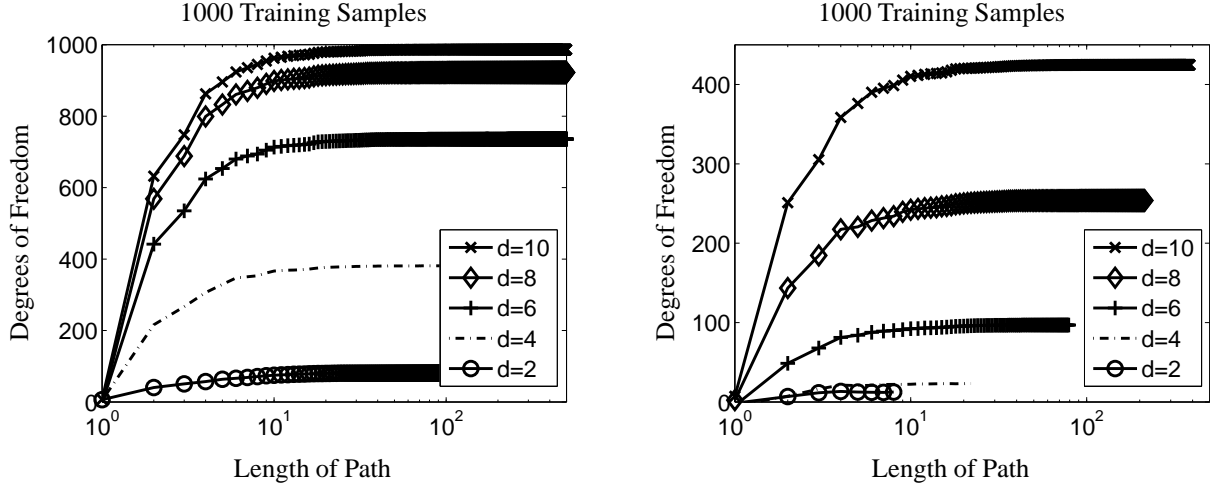 1000 Training Samples
Degrees of Freedom
1000
800
600
400
200
0
10^0
10^1
10^2
Length of Path
d=10
d=8
d=6
d=4
d=2
1000 Training Samples
Degrees of Freedom
400
300
200
100
0
10^0
10^1
10^2
Length of Path
d=10
d=8
d=6
d=4
d=2